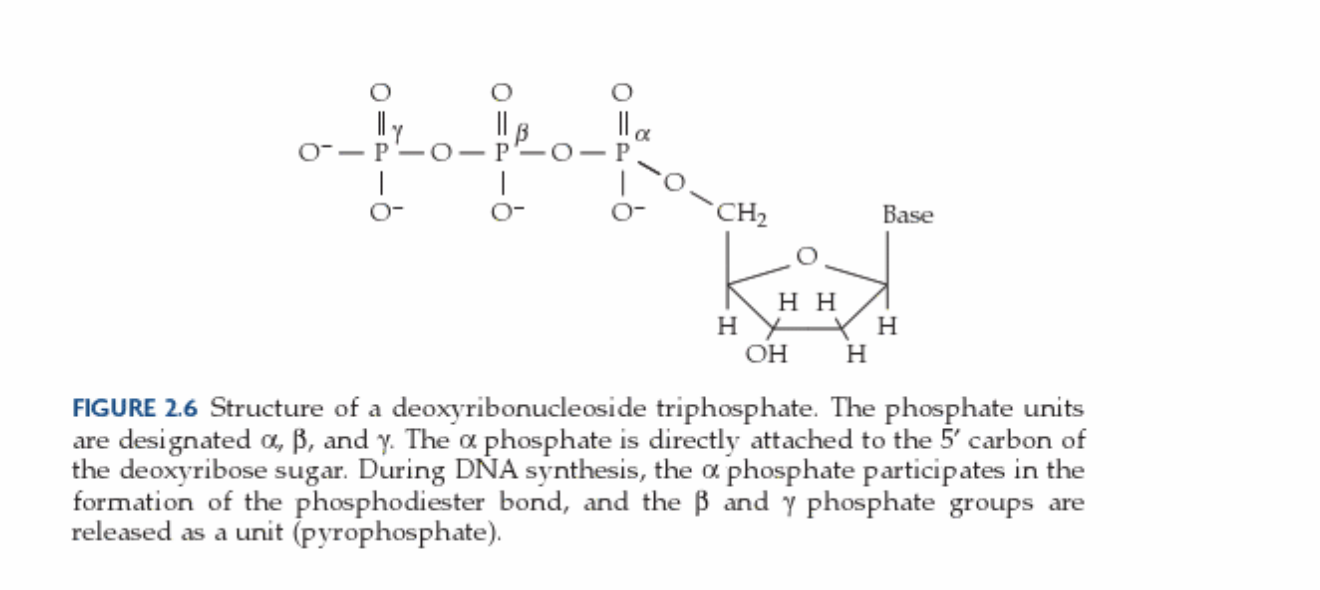 O O O
‖ γ ‖ β ‖ α
O⁻ — P — O — P — O — P
O
O⁻ O⁻ O⁻ CH₂ Base
O
H H
H H
OH H
FIGURE 2.6 Structure of a deoxyribonucleoside triphosphate. The phosphate units
are designated α, β, and γ. The α phosphate is directly attached to the 5′ carbon of
the deoxyribose sugar. During DNA synthesis, the α phosphate participates in the
formation of the phosphodiester bond, and the β and γ phosphate groups are
released as a unit (pyrophosphate).